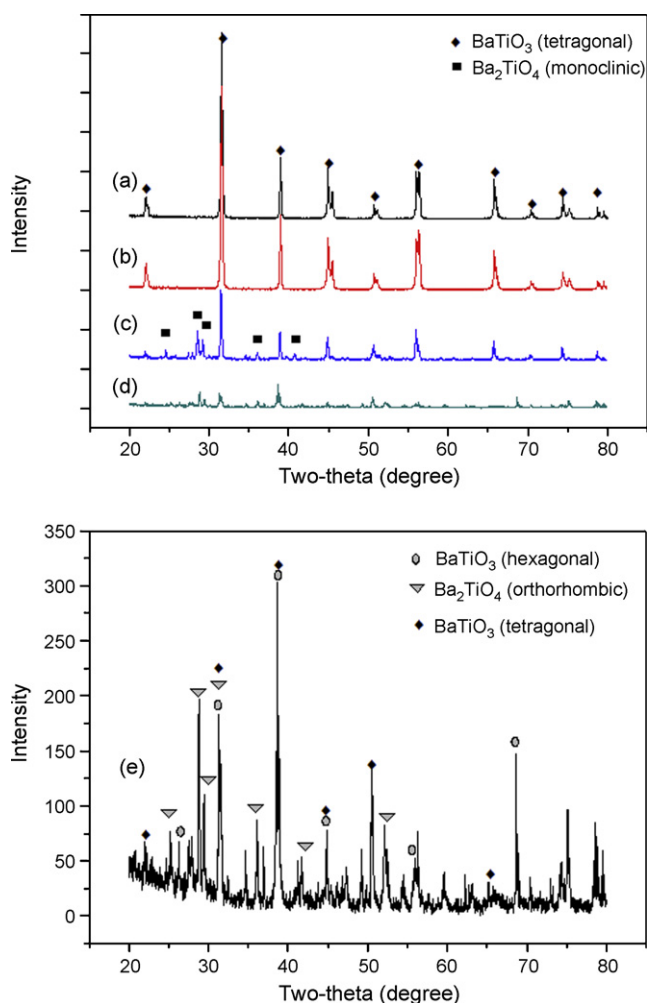 BaTiO₃ (tetragonal)
Ba₂TiO₄ (monoclinic)
(a)
(b)
(c)
(d)
Intensity
20 30 40 50 60 70 80
Two-theta (degree)
350
300
250
200
150
100
50
0
BaTiO₃ (hexagonal)
Ba₂TiO₄ (orthorhombic)
BaTiO₃ (tetragonal)
(e)
Intensity
20 30 40 50 60 70 80
Two-theta (degree)